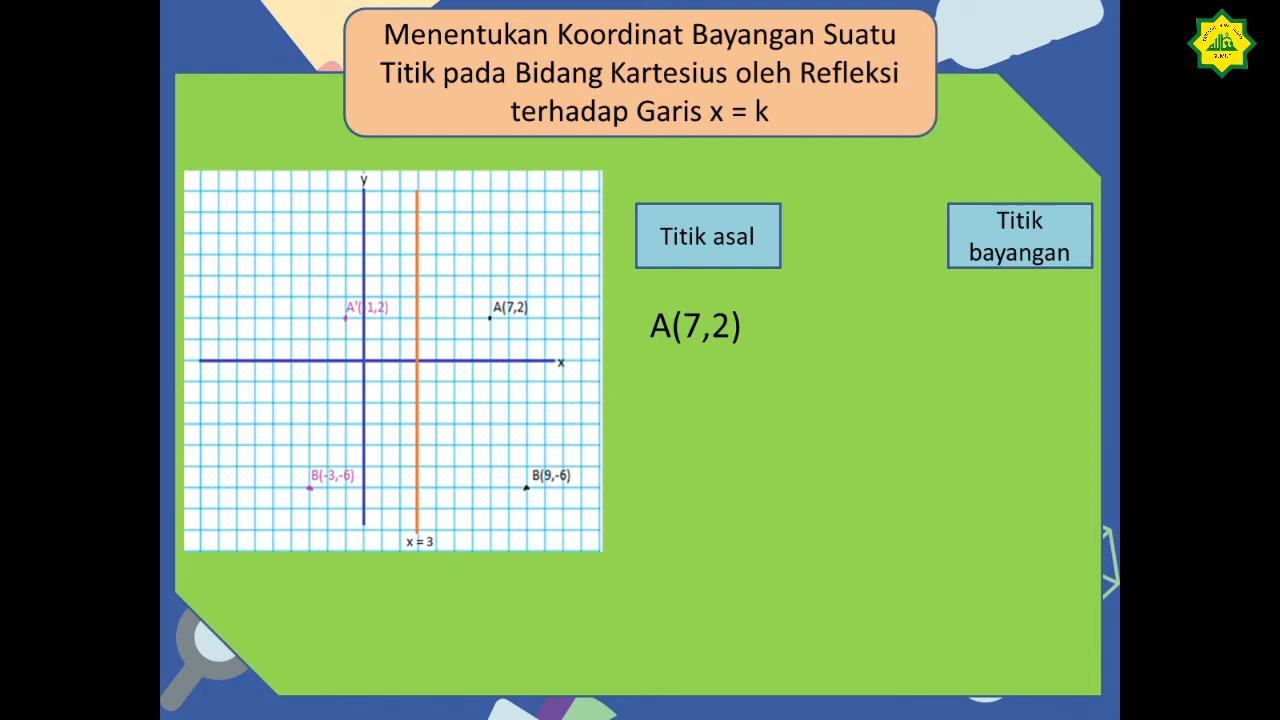 Menentukan Koordinat Bayangan Suatu
Titik pada Bidang Kartesius oleh Refleksi
terhadap Garis x = k
y
A'(-1,2)
A(7,2)
x
B(-3,-6)
B(9,-6)
x = 3
Titik asal
Titik
bayangan
A(7,2)